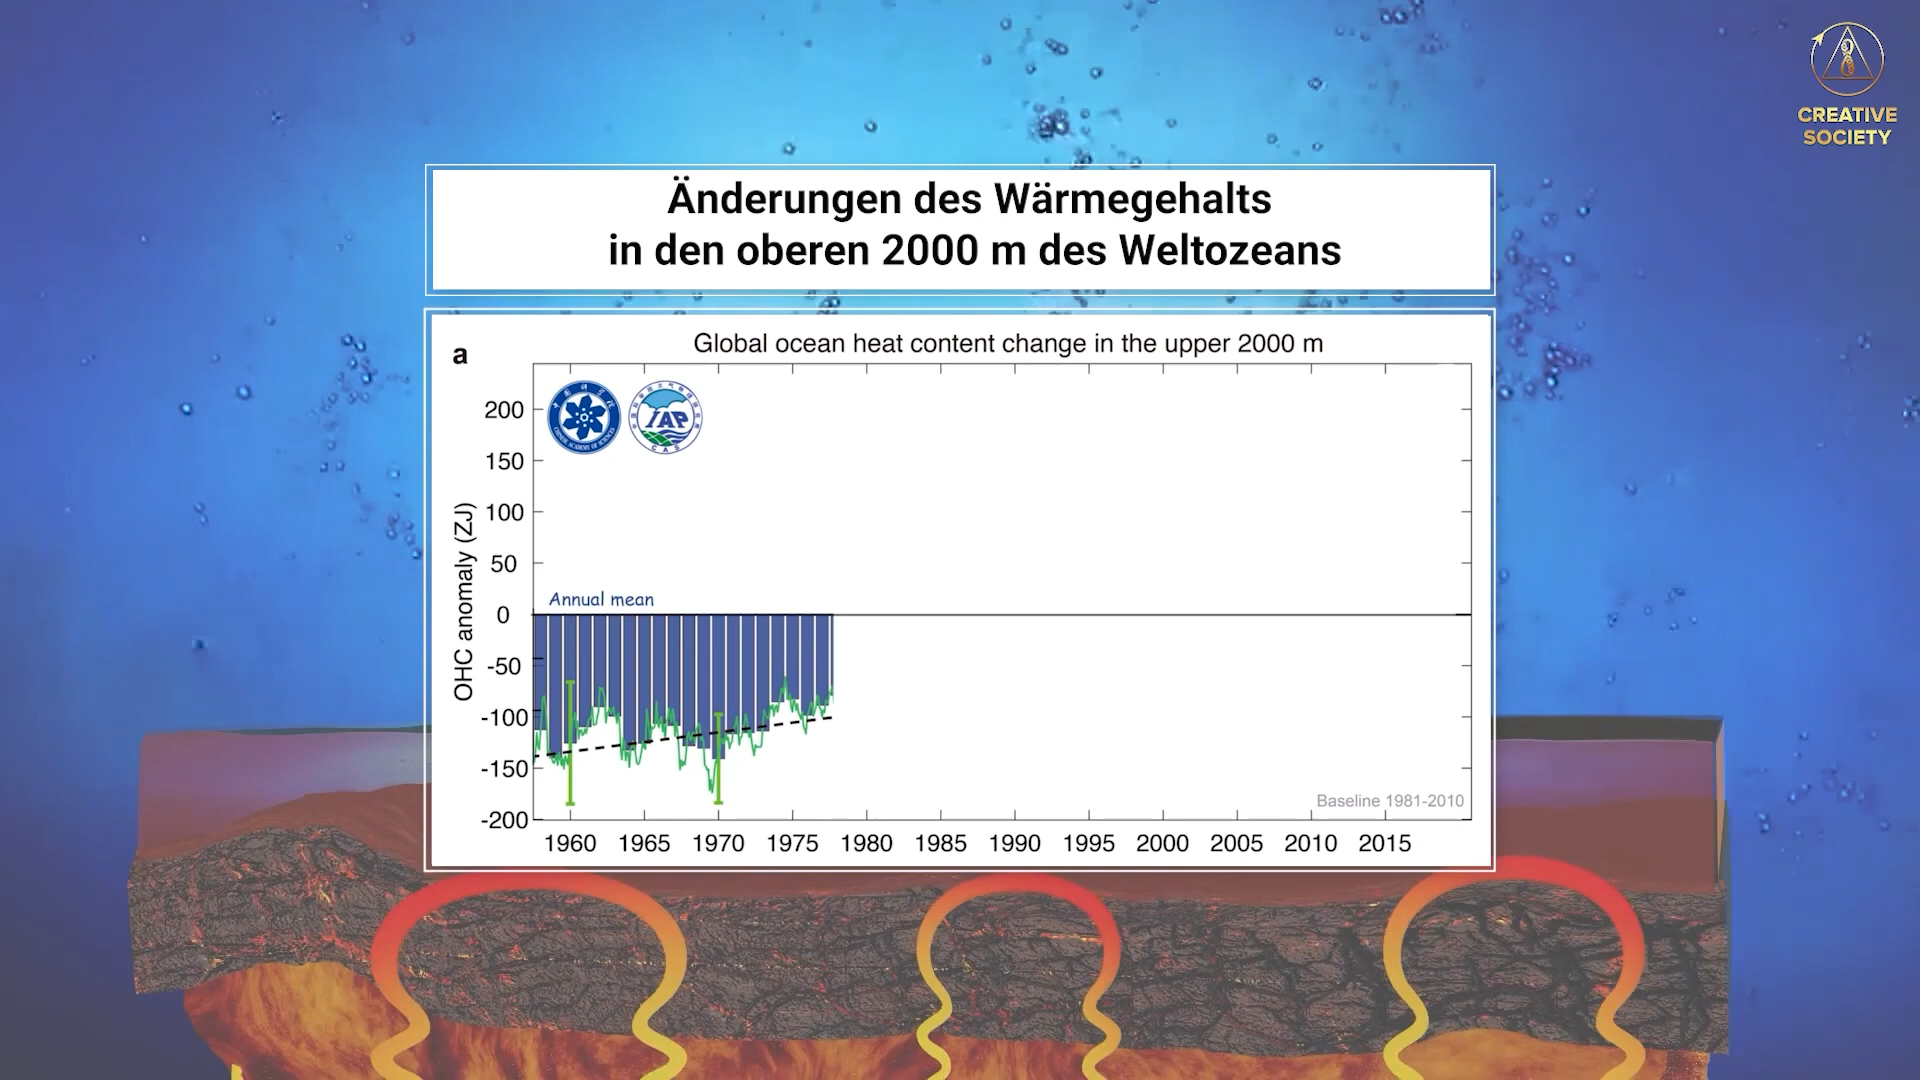 CREATIVE
SOCIETY
Änderungen des Wärmegehalts
in den oberen 2000 m des Weltozeans
a
Global ocean heat content change in the upper 2000 m
OHC anomaly (ZJ)
200
150
100
50
0
-50
-100
-150
-200
IAP
CAS
Annual mean
Baseline 1981-2010
1960 1965 1970 1975 1980 1985 1990 1995 2000 2005 2010 2015